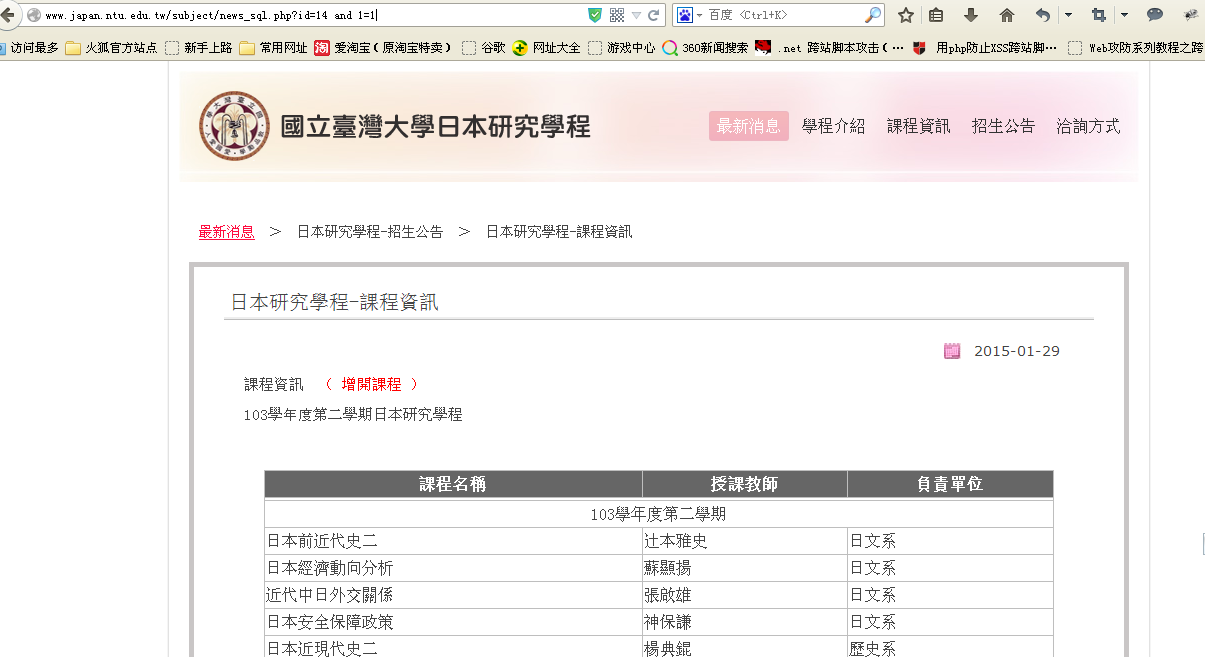 www.japan.ntu.edu.tw/subject/news_sql.php?id=14 and 1=1
百度 <Ctrl+K>
访问最多 火狐官方站点 新手上路 常用网址 淘 爱淘宝(原淘宝特卖) 谷歌 网址大全 游戏中心 360新闻搜索 .net 跨站脚本攻击(… 用php防止XSS跨站脚… Web攻防系列教程之跨
國立臺灣大學日本研究學程
最新消息 學程介紹 課程資訊 招生公告 洽詢方式
最新消息 > 日本研究學程-招生公告 > 日本研究學程-課程資訊
日本研究學程-課程資訊
2015-01-29
課程資訊 ( 增開課程 )
103學年度第二學期日本研究學程
課程名稱 授課教師 負責單位
103學年度第二學期
日本前近代史二 辻本雅史 日文系
日本經濟動向分析 蘇顯揚 日文系
近代中日外交關係 張啟雄 日文系
日本安全保障政策 神保謙 日文系
日本近現代史二 楊典錕 歷史系